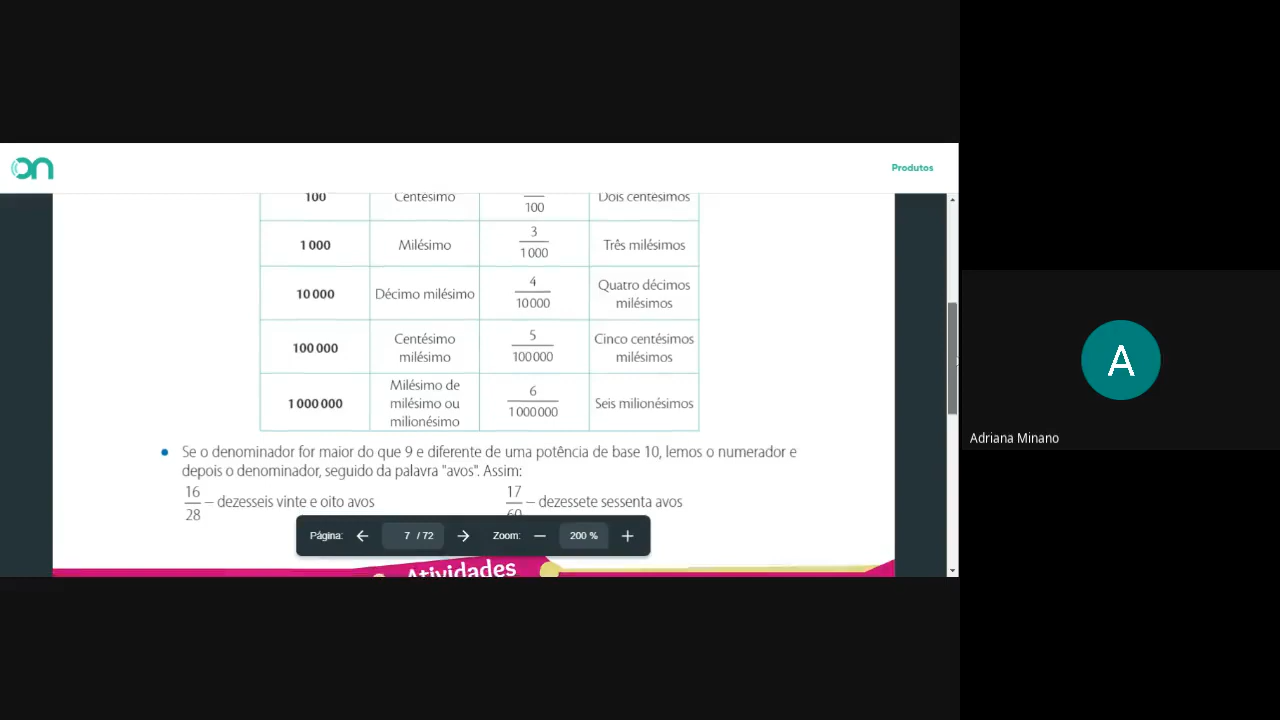 on
Produtos
100 Centésimo 100 Dois centésimos
1 000 Milésimo 3/1 000 Três milésimos
10 000 Décimo milésimo 4/10 000 Quatro décimos
milésimos
100 000 Centésimo
milésimo 5/100 000 Cinco centésimos
milésimos
1 000 000 Milésimo de
milésimo ou
milionésimo 6/1 000 000 Seis milionésimos
• Se o denominador for maior do que 9 e diferente de uma potência de base 10, lemos o numerador e
depois o denominador, seguido da palavra "avos". Assim:
16/28 – dezesseis vinte e oito avos 17/60 – dezessete sessenta avos
Página: 7 / 72 Zoom: 200 %
Atividades
A
Adriana Minano